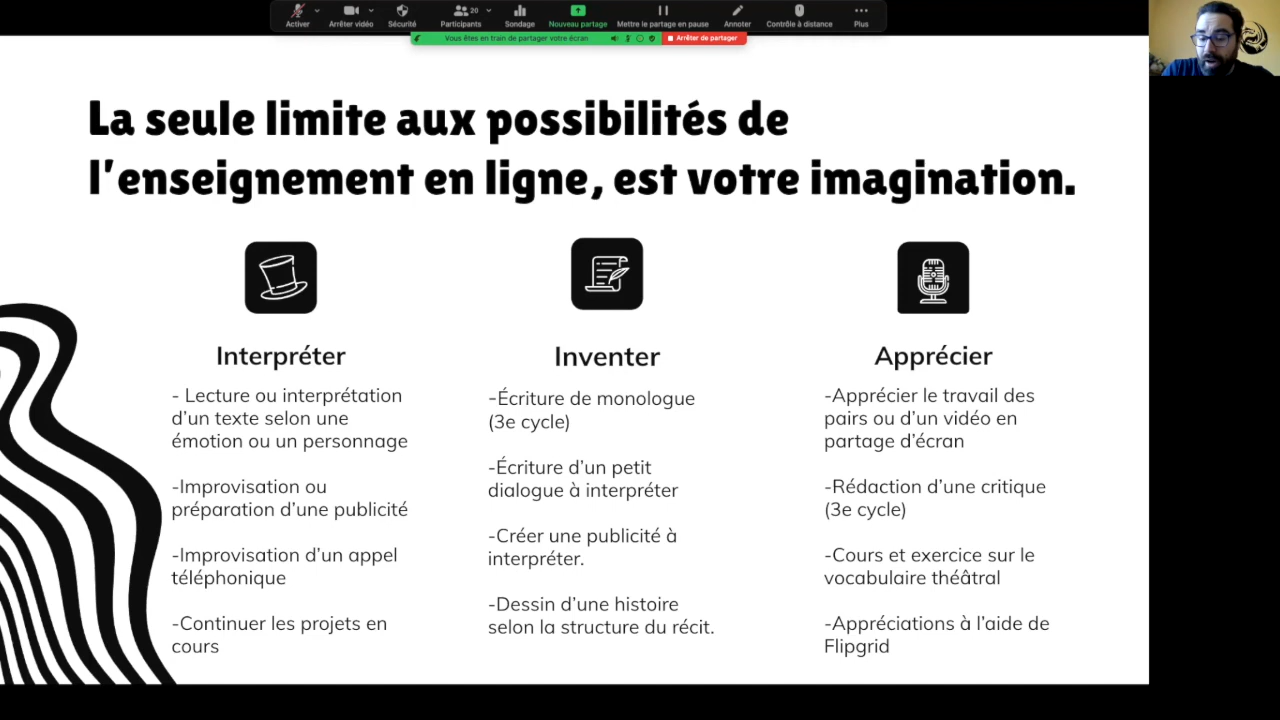 Activer
Arrêter vidéo
Sécurité
Participants
20
Sondage
Nouveau partage
Mettre le partage en pause
Annoter
Contrôle à distance
Plus
Vous êtes en train de partager votre écran
Arrêter de partager
La seule limite aux possibilités de
l'enseignement en ligne, est votre imagination.
Interpréter
- Lecture ou interprétation
d'un texte selon une
émotion ou un personnage
-Improvisation ou
préparation d'une publicité
-Improvisation d'un appel
téléphonique
-Continuer les projets en
cours
Inventer
-Écriture de monologue
(3e cycle)
-Écriture d'un petit
dialogue à interpréter
-Créer une publicité à
interpréter.
-Dessin d'une histoire
selon la structure du récit.
Apprécier
-Apprécier le travail des
pairs ou d'un vidéo en
partage d'écran
-Rédaction d'une critique
(3e cycle)
-Cours et exercice sur le
vocabulaire théâtral
-Appréciations à l'aide de
Flipgrid